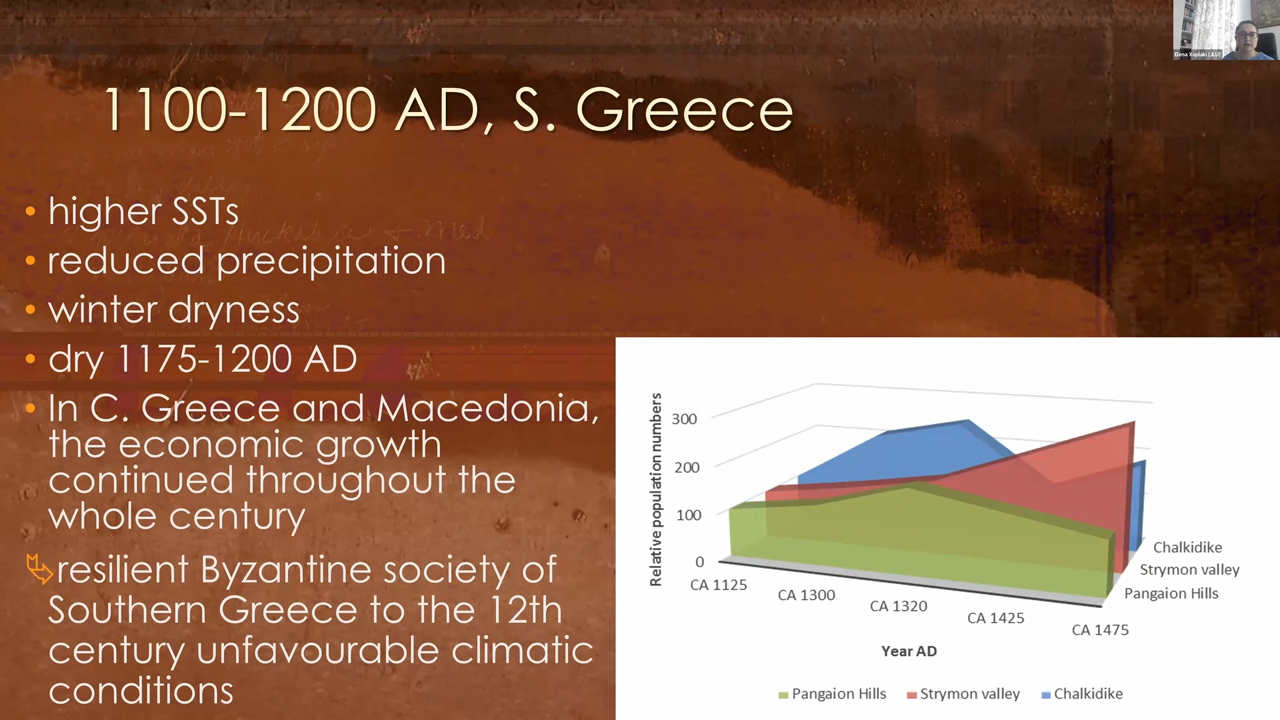 1100-1200 AD, S. Greece
• higher SSTs
• reduced precipitation
• winter dryness
• dry 1175-1200 AD
• In C. Greece and Macedonia,
the economic growth
continued throughout the
whole century
resilient Byzantine society of
Southern Greece to the 12th
century unfavourable climatic
conditions
Relative population numbers
300
200
100
0
CA 1125
CA 1300
CA 1320
CA 1425
CA 1475
Chalkidike
Strymon valley
Pangaion Hills
Year AD
Pangaion Hills
Strymon valley
Chalkidike